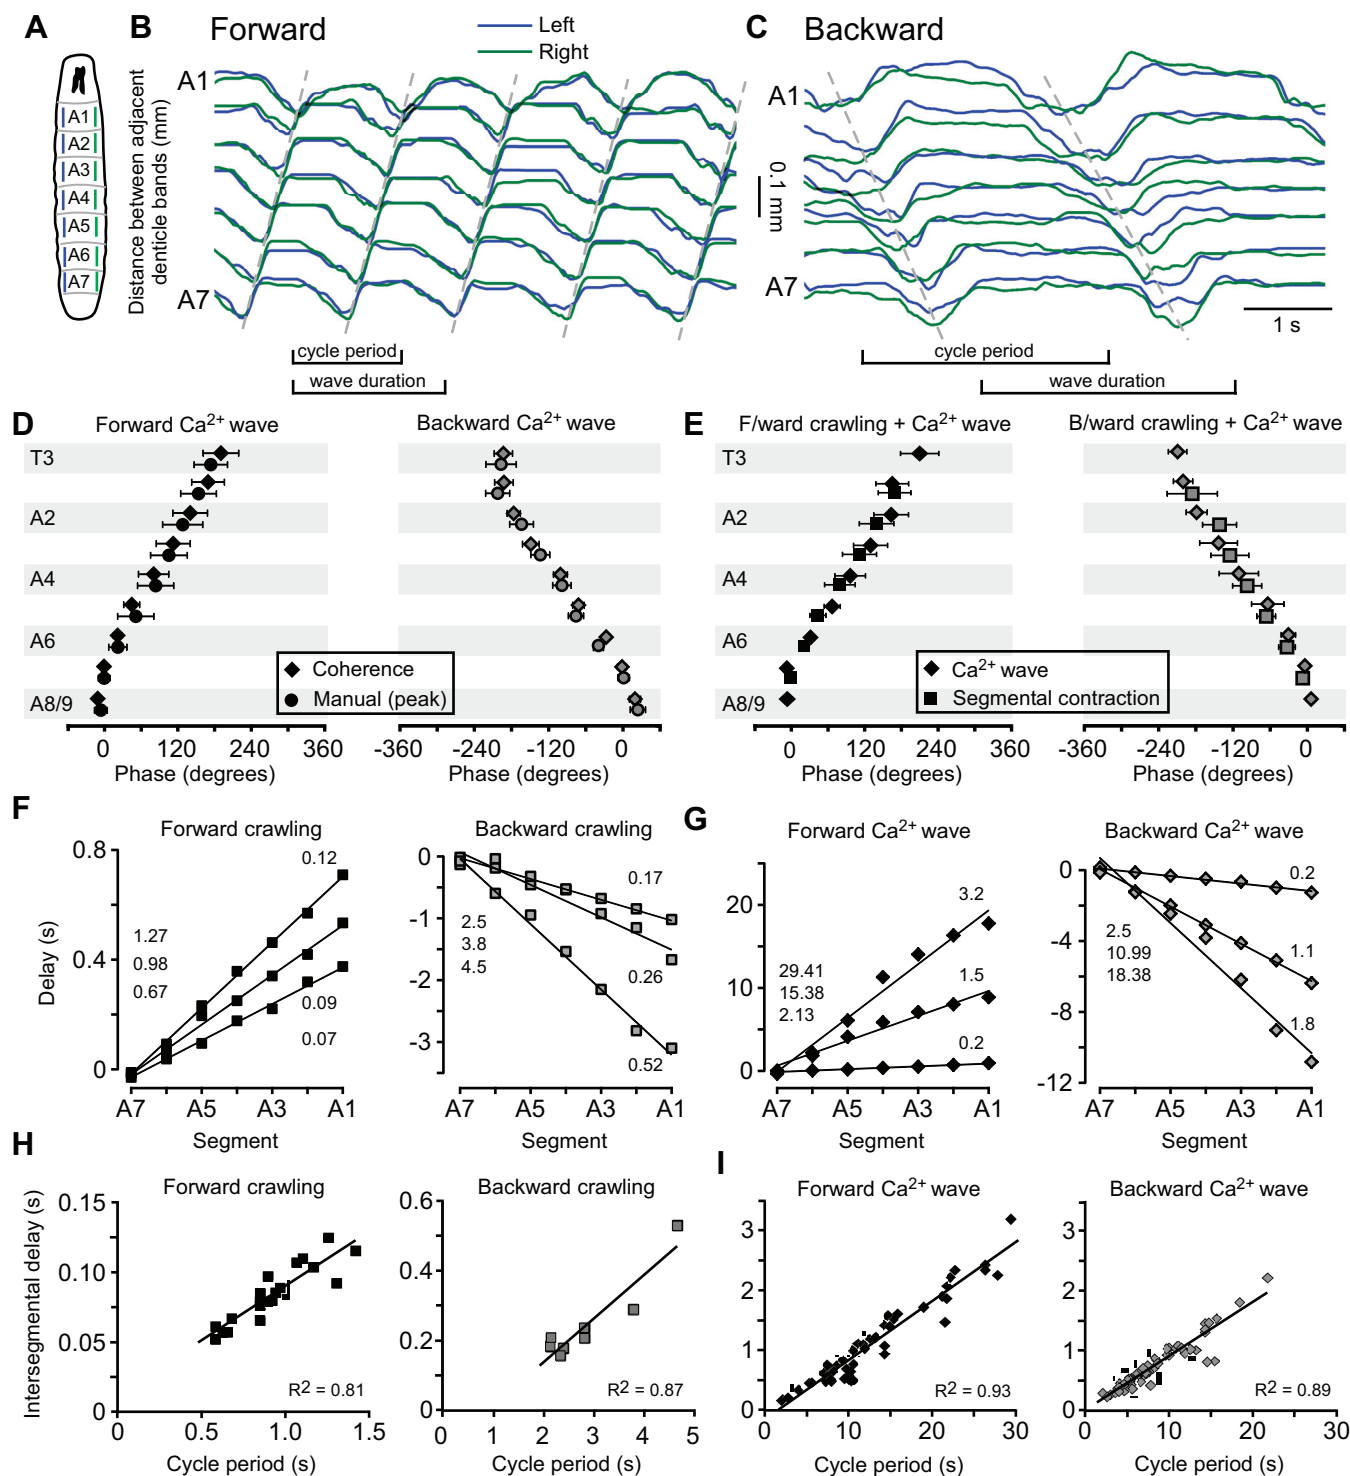 A
B
Forward
Left
Right
C
Backward
A1
A2
A3
A4
A5
A6
A7
Distance between adjacent
denticle bands (mm)
A1
A7
cycle period
wave duration
A1
A7
0.1 mm
1 s
cycle period
wave duration
D
Forward Ca2+ wave
Backward Ca2+ wave
T3
A2
A4
A6
A8/9
Coherence
Manual (peak)
0 120 240 360
Phase (degrees)
-360 -240 -120 0
Phase (degrees)
E
F/ward crawling + Ca2+ wave
B/ward crawling + Ca2+ wave
T3
A2
A4
A6
A8/9
Ca2+ wave
Segmental contraction
0 120 240 360
Phase (degrees)
-360 -240 -120 0
Phase (degrees)
F
Forward crawling
Delay (s)
0.8
0.4
0
1.27
0.98
0.67
0.12
0.09
0.07
A7 A5 A3 A1
Segment
Backward crawling
0
-1
-2
-3
2.5
3.8
4.5
0.17
0.26
0.52
A7 A5 A3 A1
Segment
G
Forward Ca2+ wave
20
10
0
29.41
15.38
2.13
3.2
1.5
0.2
A7 A5 A3 A1
Segment
Backward Ca2+ wave
0
-4
-8
-12
2.5
10.99
18.38
0.2
1.1
1.8
A7 A5 A3 A1
Segment
H
Forward crawling
Intersegmental delay (s)
0.15
0.10
0.05
0
R2 = 0.81
0 0.5 1.0 1.5
Cycle period (s)
Backward crawling
0.6
0.4
0.2
0
R2 = 0.87
0 1 2 3 4 5
Cycle period (s)
I
Forward Ca2+ wave
3
2
1
0
R2 = 0.93
0 10 20 30
Cycle period (s)
Backward Ca2+ wave
3
2
1
0
R2 = 0.89
0 10 20 30
Cycle period (s)